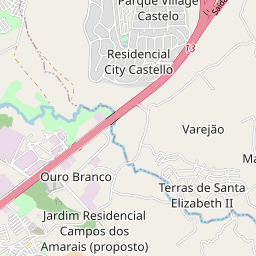 Parque Village
Castelo
13
Residencial
City Castello
Varejão
Ouro Branco
Terras de Santa
Elizabeth II
Jardim Residencial
Campos dos
Amarais (proposto)